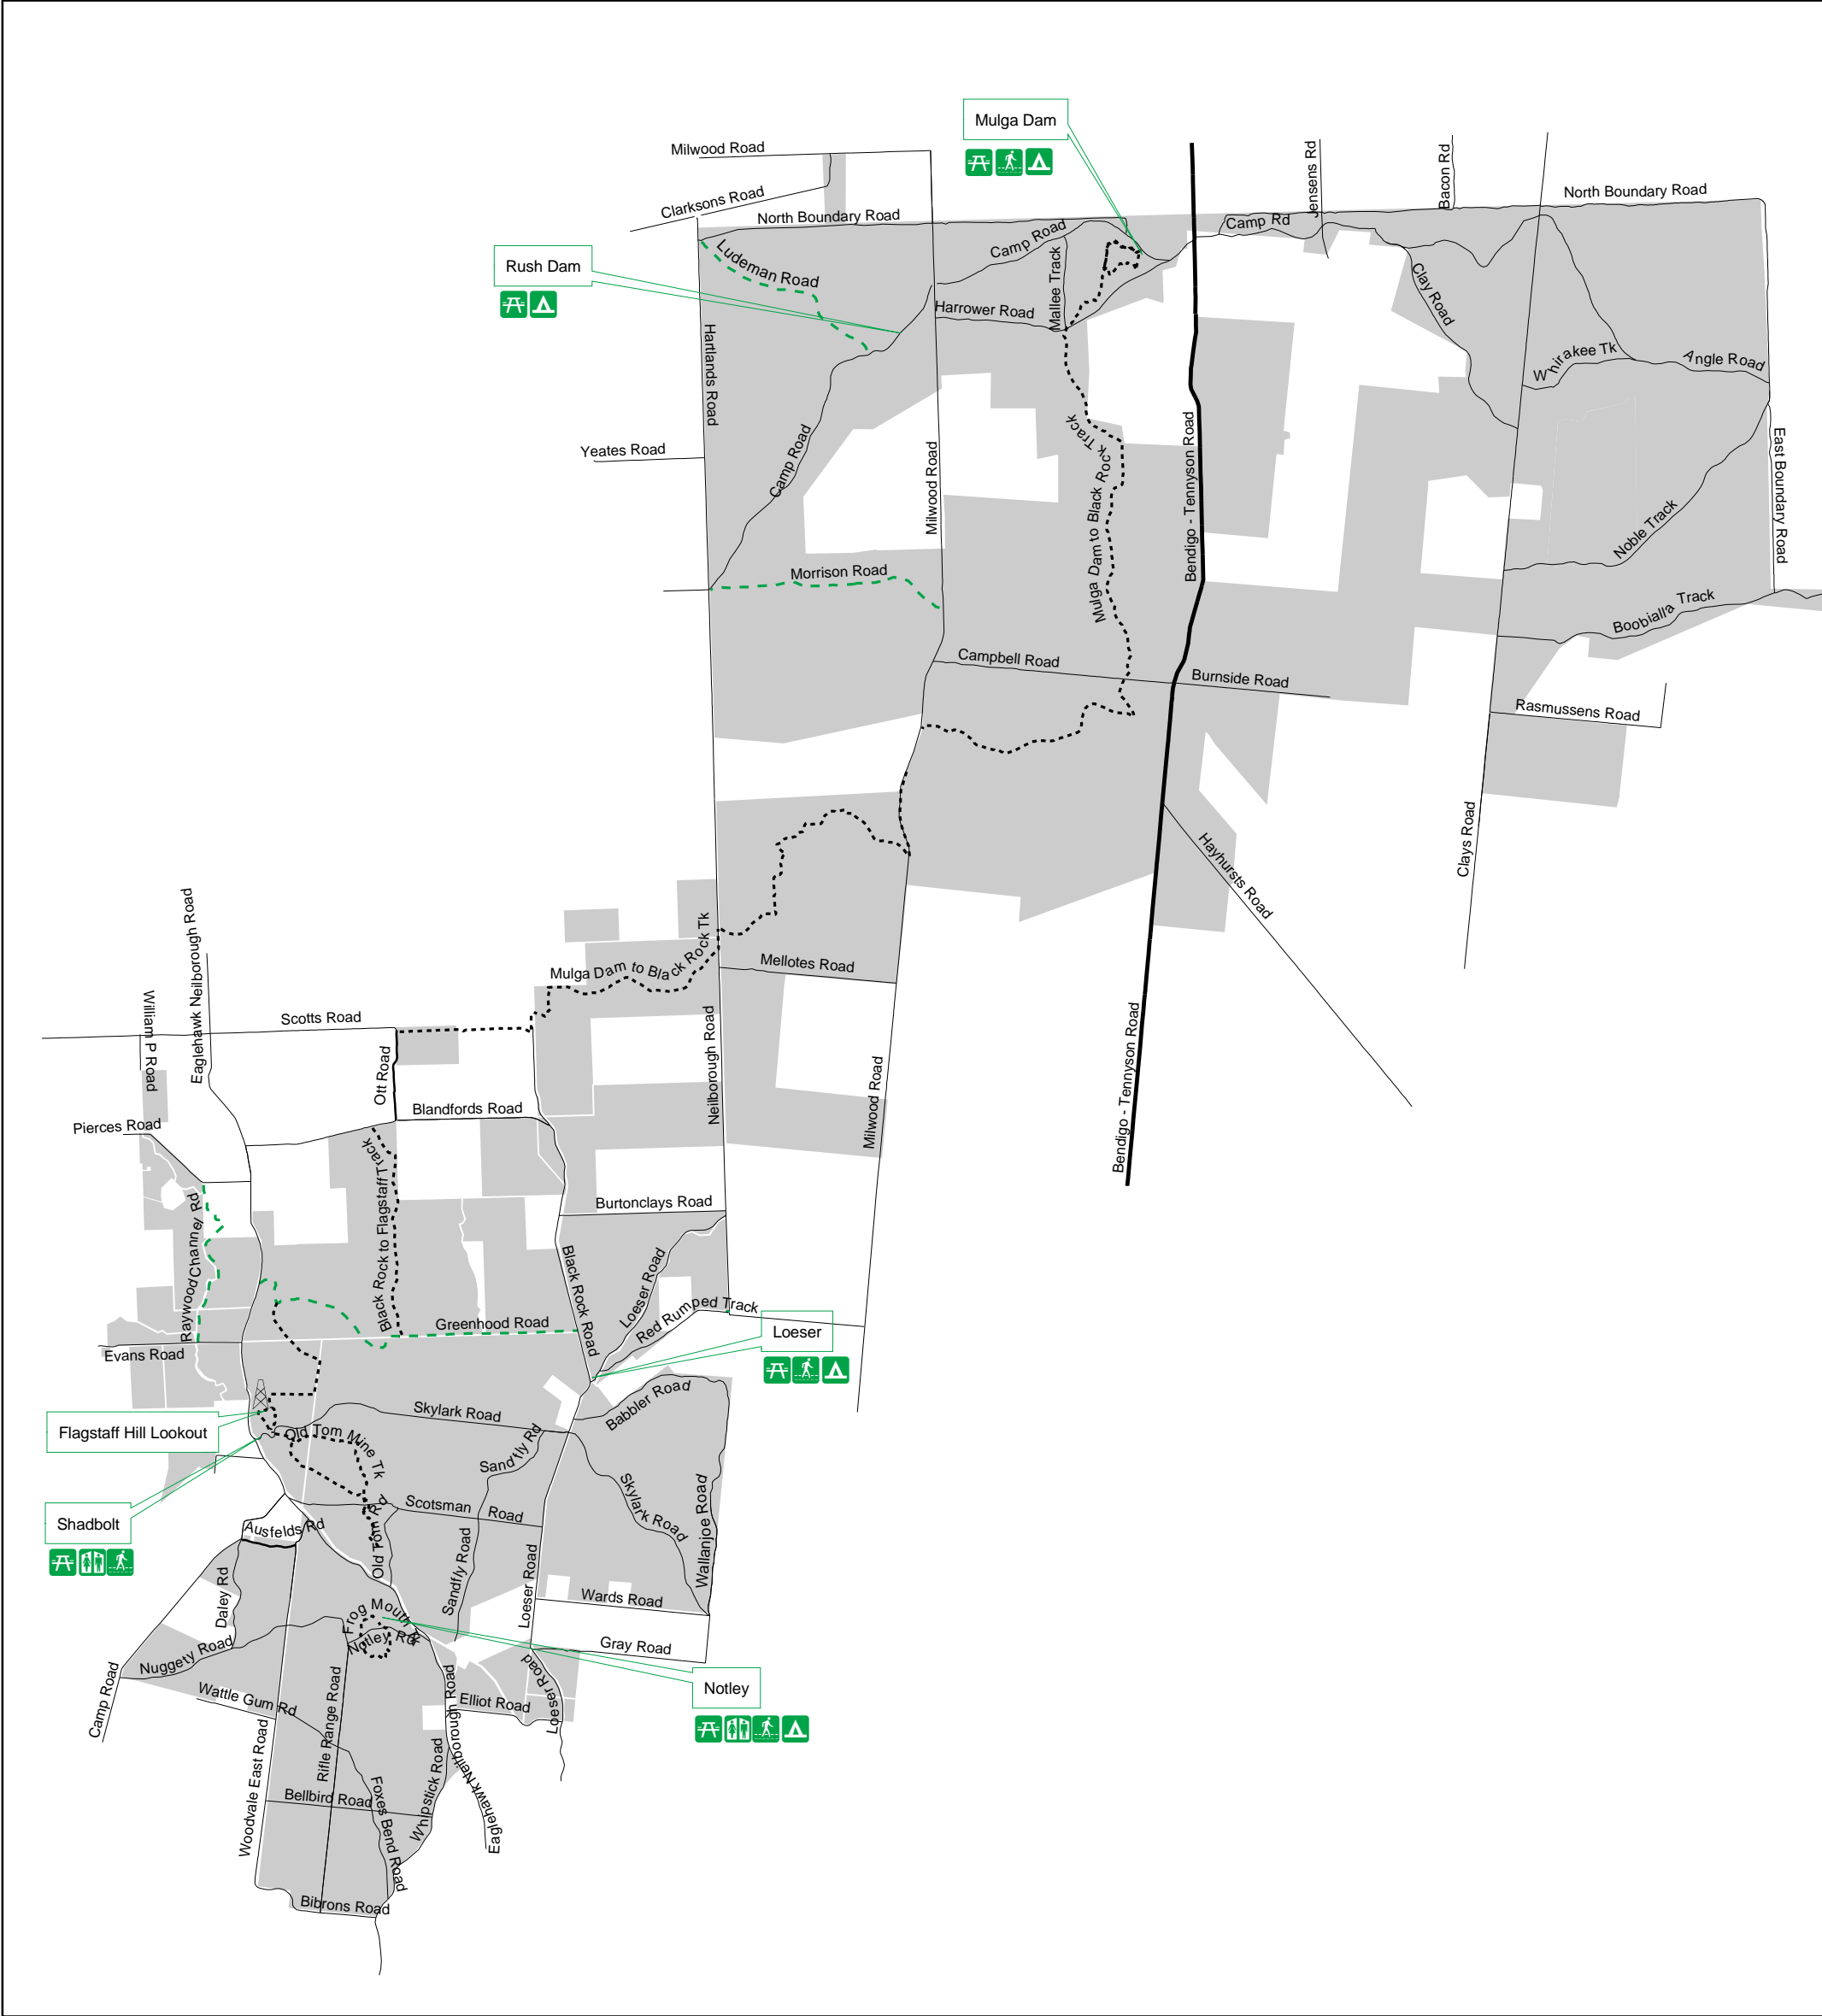 Mulga Dam
Milwood Road
Jensens Rd
Bacon Rd
Clarksons Road
North Boundary Road
North Boundary Road
Camp Road
Camp Rd
Ludeman Road
Rush Dam
Mallee Track
Clay Road
Harrower Road
Hartlands Road
Whirakee Tk
Angle Road
Yeates Road
Camp Road
Milwood Road
Mulga Dam to Black Rock Track
Bendigo - Tennyson Road
East Boundary Road
Noble Track
Morrison Road
Boobialla Track
Campbell Road
Burnside Road
Rasmussens Road
Clays Road
Hayhursts Road
Eaglehawk Neilborough Road
Mellotes Road
Mulga Dam to Black Rock Tk
William P Road
Scotts Road
Ott Road
Neilborough Road
Milwood Road
Bendigo - Tennyson Road
Blandfords Road
Pierces Road
Black Rock to Flagstaff Track
Burtonclays Road
Raywood Channel Rd
Black Rock Road
Loeser Road
Red Rumped Track
Greenhood Road
Loeser
Evans Road
Babbler Road
Skylark Road
Flagstaff Hill Lookout
Old Tom Mine Tk
Sandfly Rd
Skylark Road
Wallanjoe Road
Scotsman Road
Shadbolt
Ausfelds Rd
Old Tom Rd
Sandfly Road
Loeser Road
Daley Rd
Wards Road
Frog Mouth Tk
Notley Rd
Gray Road
Nuggety Road
Camp Road
Notley
Wattle Gum Rd
Rifle Range Road
Elliot Road
Loeser Road
Eaglehawk Neilborough Road
Woodvale East Road
Whipstick Road
Bellbird Road
Foxes Bend Road
Bibrons Road